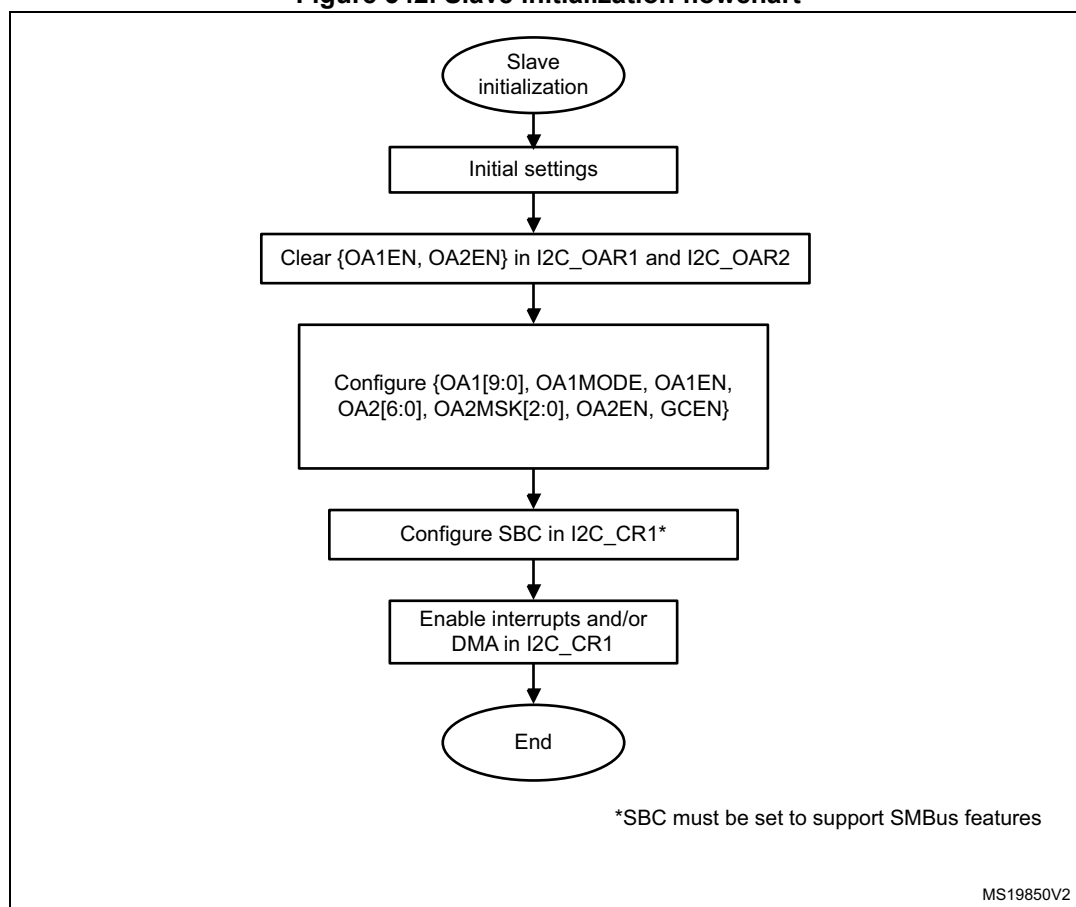 Figure Slave initialization flowchart
Slave
initialization
Initial settings
Clear {OA1EN, OA2EN} in I2C_OAR1 and I2C_OAR2
Configure {OA1[9:0], OA1MODE, OA1EN,
OA2[6:0], OA2MSK[2:0], OA2EN, GCEN}
Configure SBC in I2C_CR1*
Enable interrupts and/or
DMA in I2C_CR1
End
*SBC must be set to support SMBus features
MS19850V2